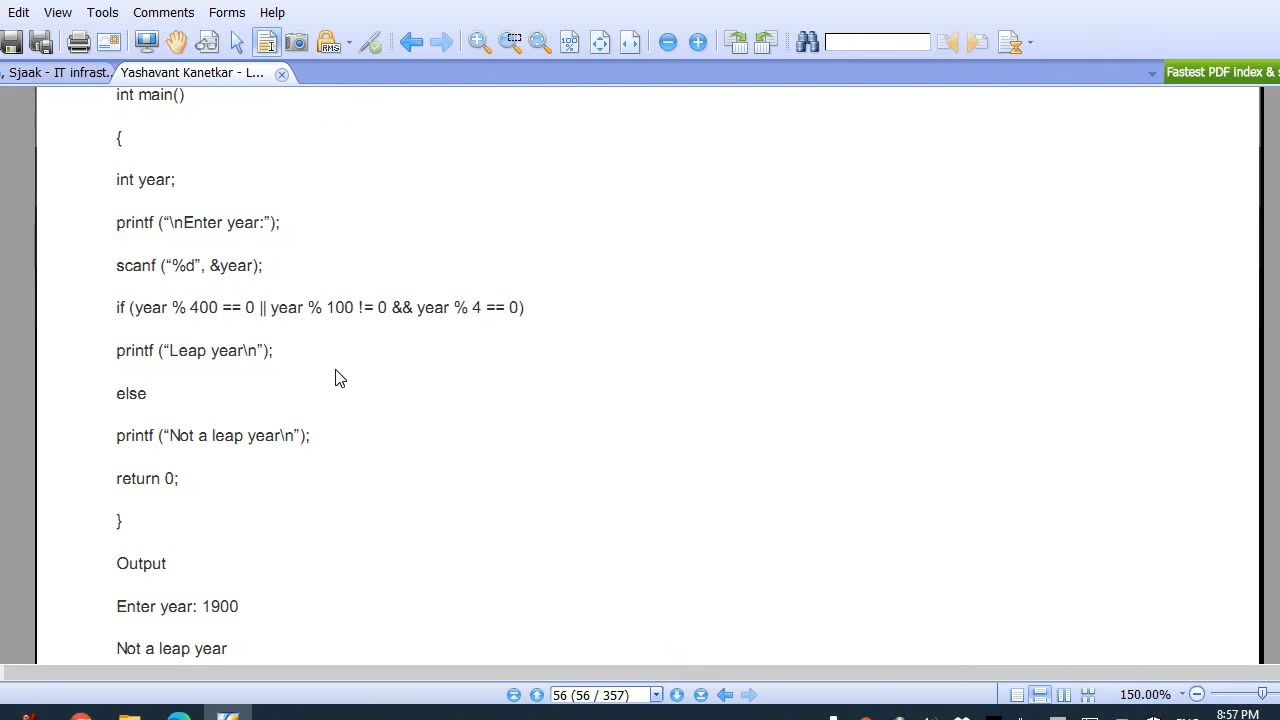 Edit View Tools Comments Forms Help
RMS
, Sjaak - IT infrast... Yashavant Kanetkar - L... Fastest PDF index &
int main()
{
int year;
printf (“\nEnter year:”);
scanf (“%d”, &year);
if (year % 400 == 0 || year % 100 != 0 && year % 4 == 0)
printf (“Leap year\n”);
else
printf (“Not a leap year\n”);
return 0;
}
Output
Enter year: 1900
Not a leap year
56 (56 / 357) 150.00%
8:57 PM